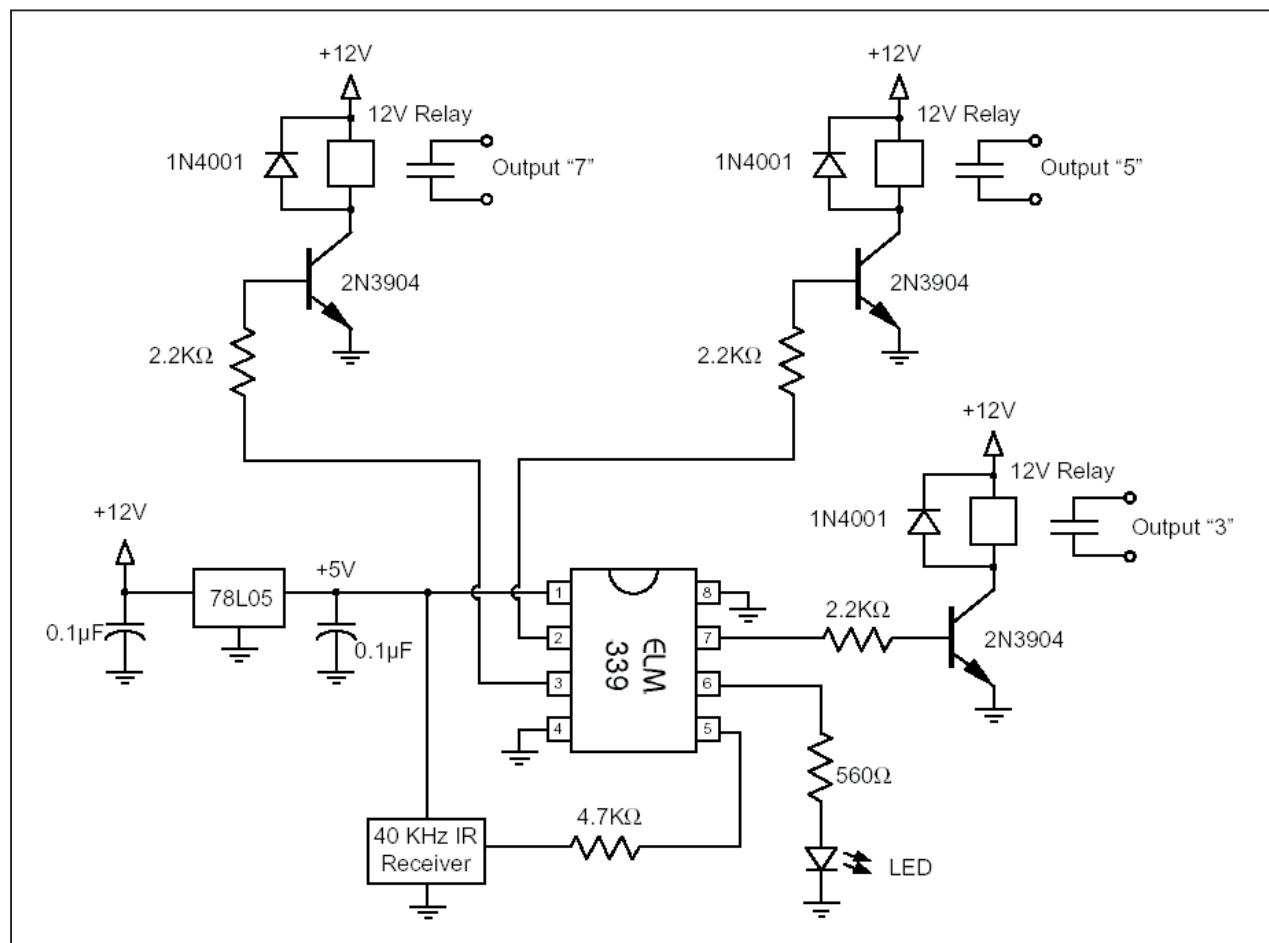 +12V
12V Relay
1N4001
Output “7”
2N3904
2.2KΩ
+12V
12V Relay
1N4001
Output “5”
2N3904
2.2KΩ
+12V
12V Relay
1N4001
Output “3”
2.2KΩ
2N3904
+12V
78L05
+5V
0.1µF
0.1µF
1
2
3
4
ELM
339
8
7
6
5
560Ω
LED
4.7KΩ
40 KHz IR
Receiver